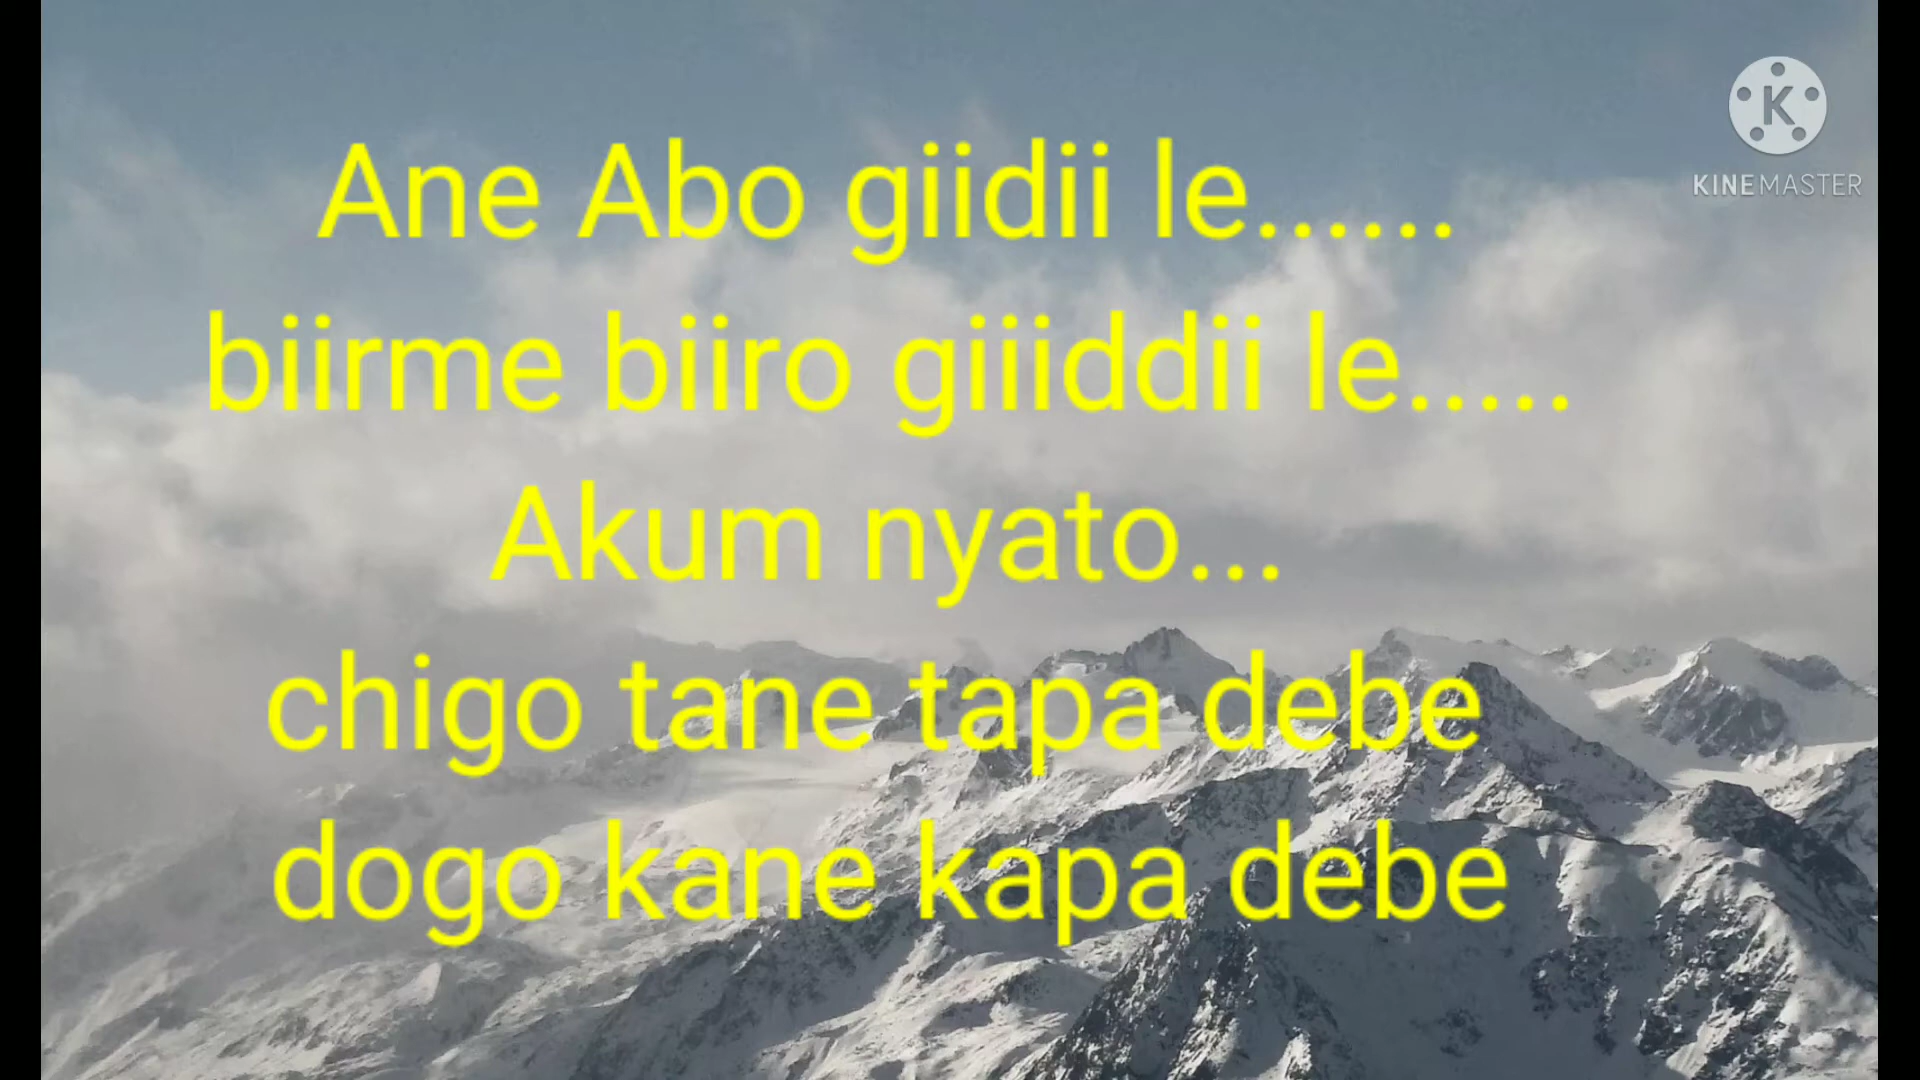 Ane Abo giidii le......
biirme biiro giiiddii le.....
Akum nyato...
chigo tane tapa debe
dogo kane kapa debe
K
KINEMASTER